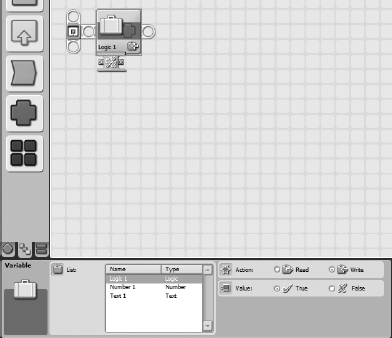 Logic 1
Variable
List:
Name Type
Logic 1 Logic
Number 1 Number
Text 1 Text
Action: Read Write
Value: True False